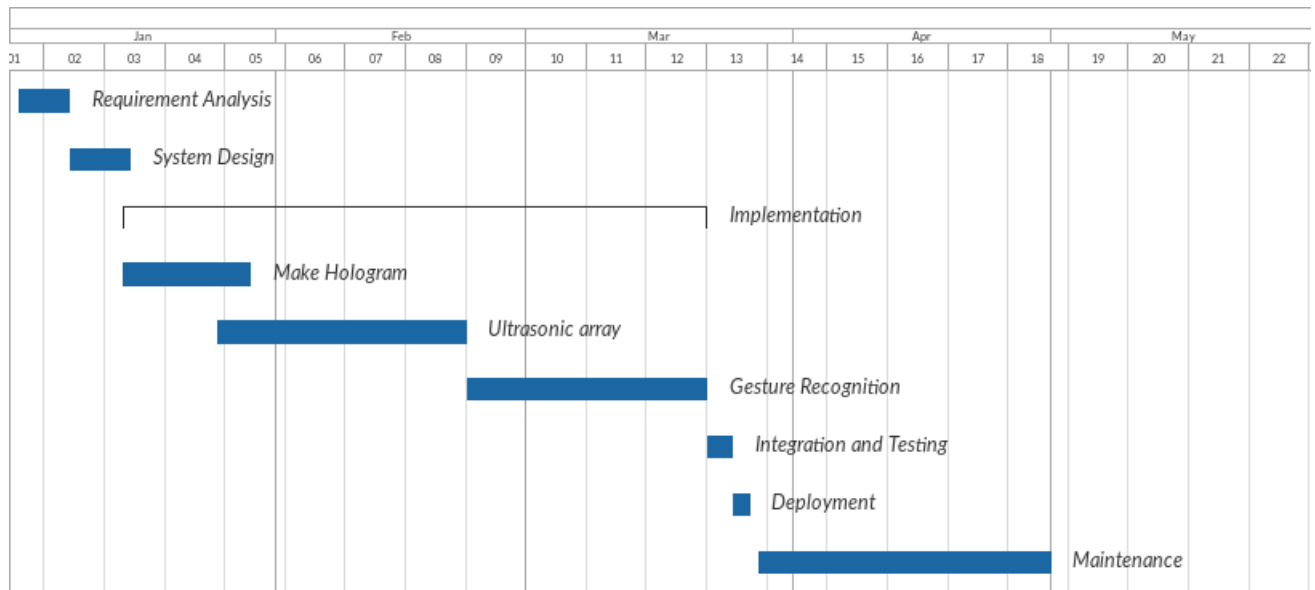 Jan Feb Mar Apr May
01 02 03 04 05 06 07 08 09 10 11 12 13 14 15 16 17 18 19 20 21 22
Requirement Analysis
System Design
Implementation
Make Hologram
Ultrasonic array
Gesture Recognition
Integration and Testing
Deployment
Maintenance